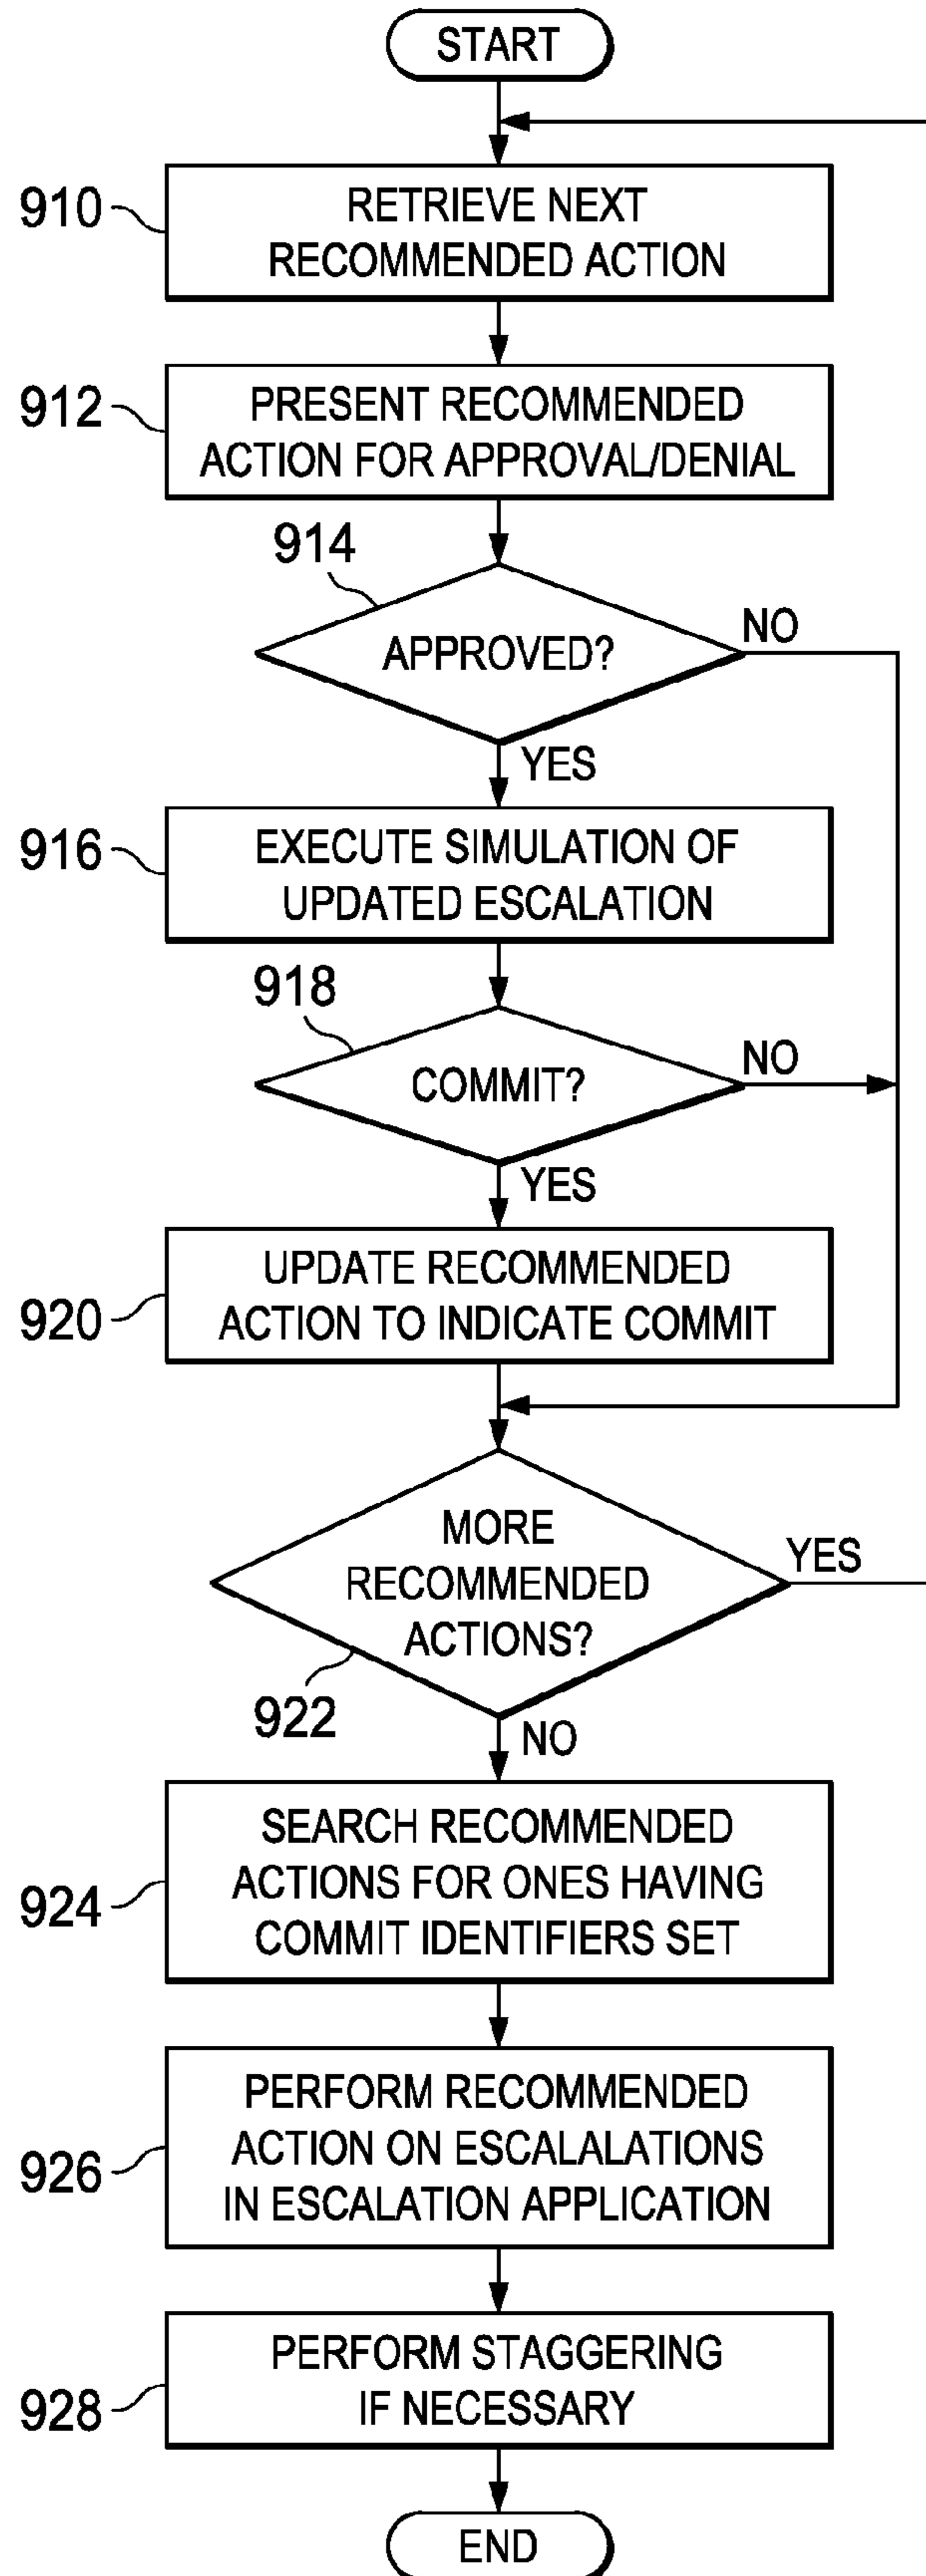 START
910
RETRIEVE NEXT
RECOMMENDED ACTION
912
PRESENT RECOMMENDED
ACTION FOR APPROVAL/DENIAL
914
APPROVED?
NO
YES
916
EXECUTE SIMULATION OF
UPDATED ESCALATION
918
COMMIT?
NO
YES
920
UPDATE RECOMMENDED
ACTION TO INDICATE COMMIT
MORE
RECOMMENDED
ACTIONS?
YES
922
NO
924
SEARCH RECOMMENDED
ACTIONS FOR ONES HAVING
COMMIT IDENTIFIERS SET
926
PERFORM RECOMMENDED
ACTION ON ESCALALATIONS
IN ESCALATION APPLICATION
928
PERFORM STAGGERING
IF NECESSARY
END